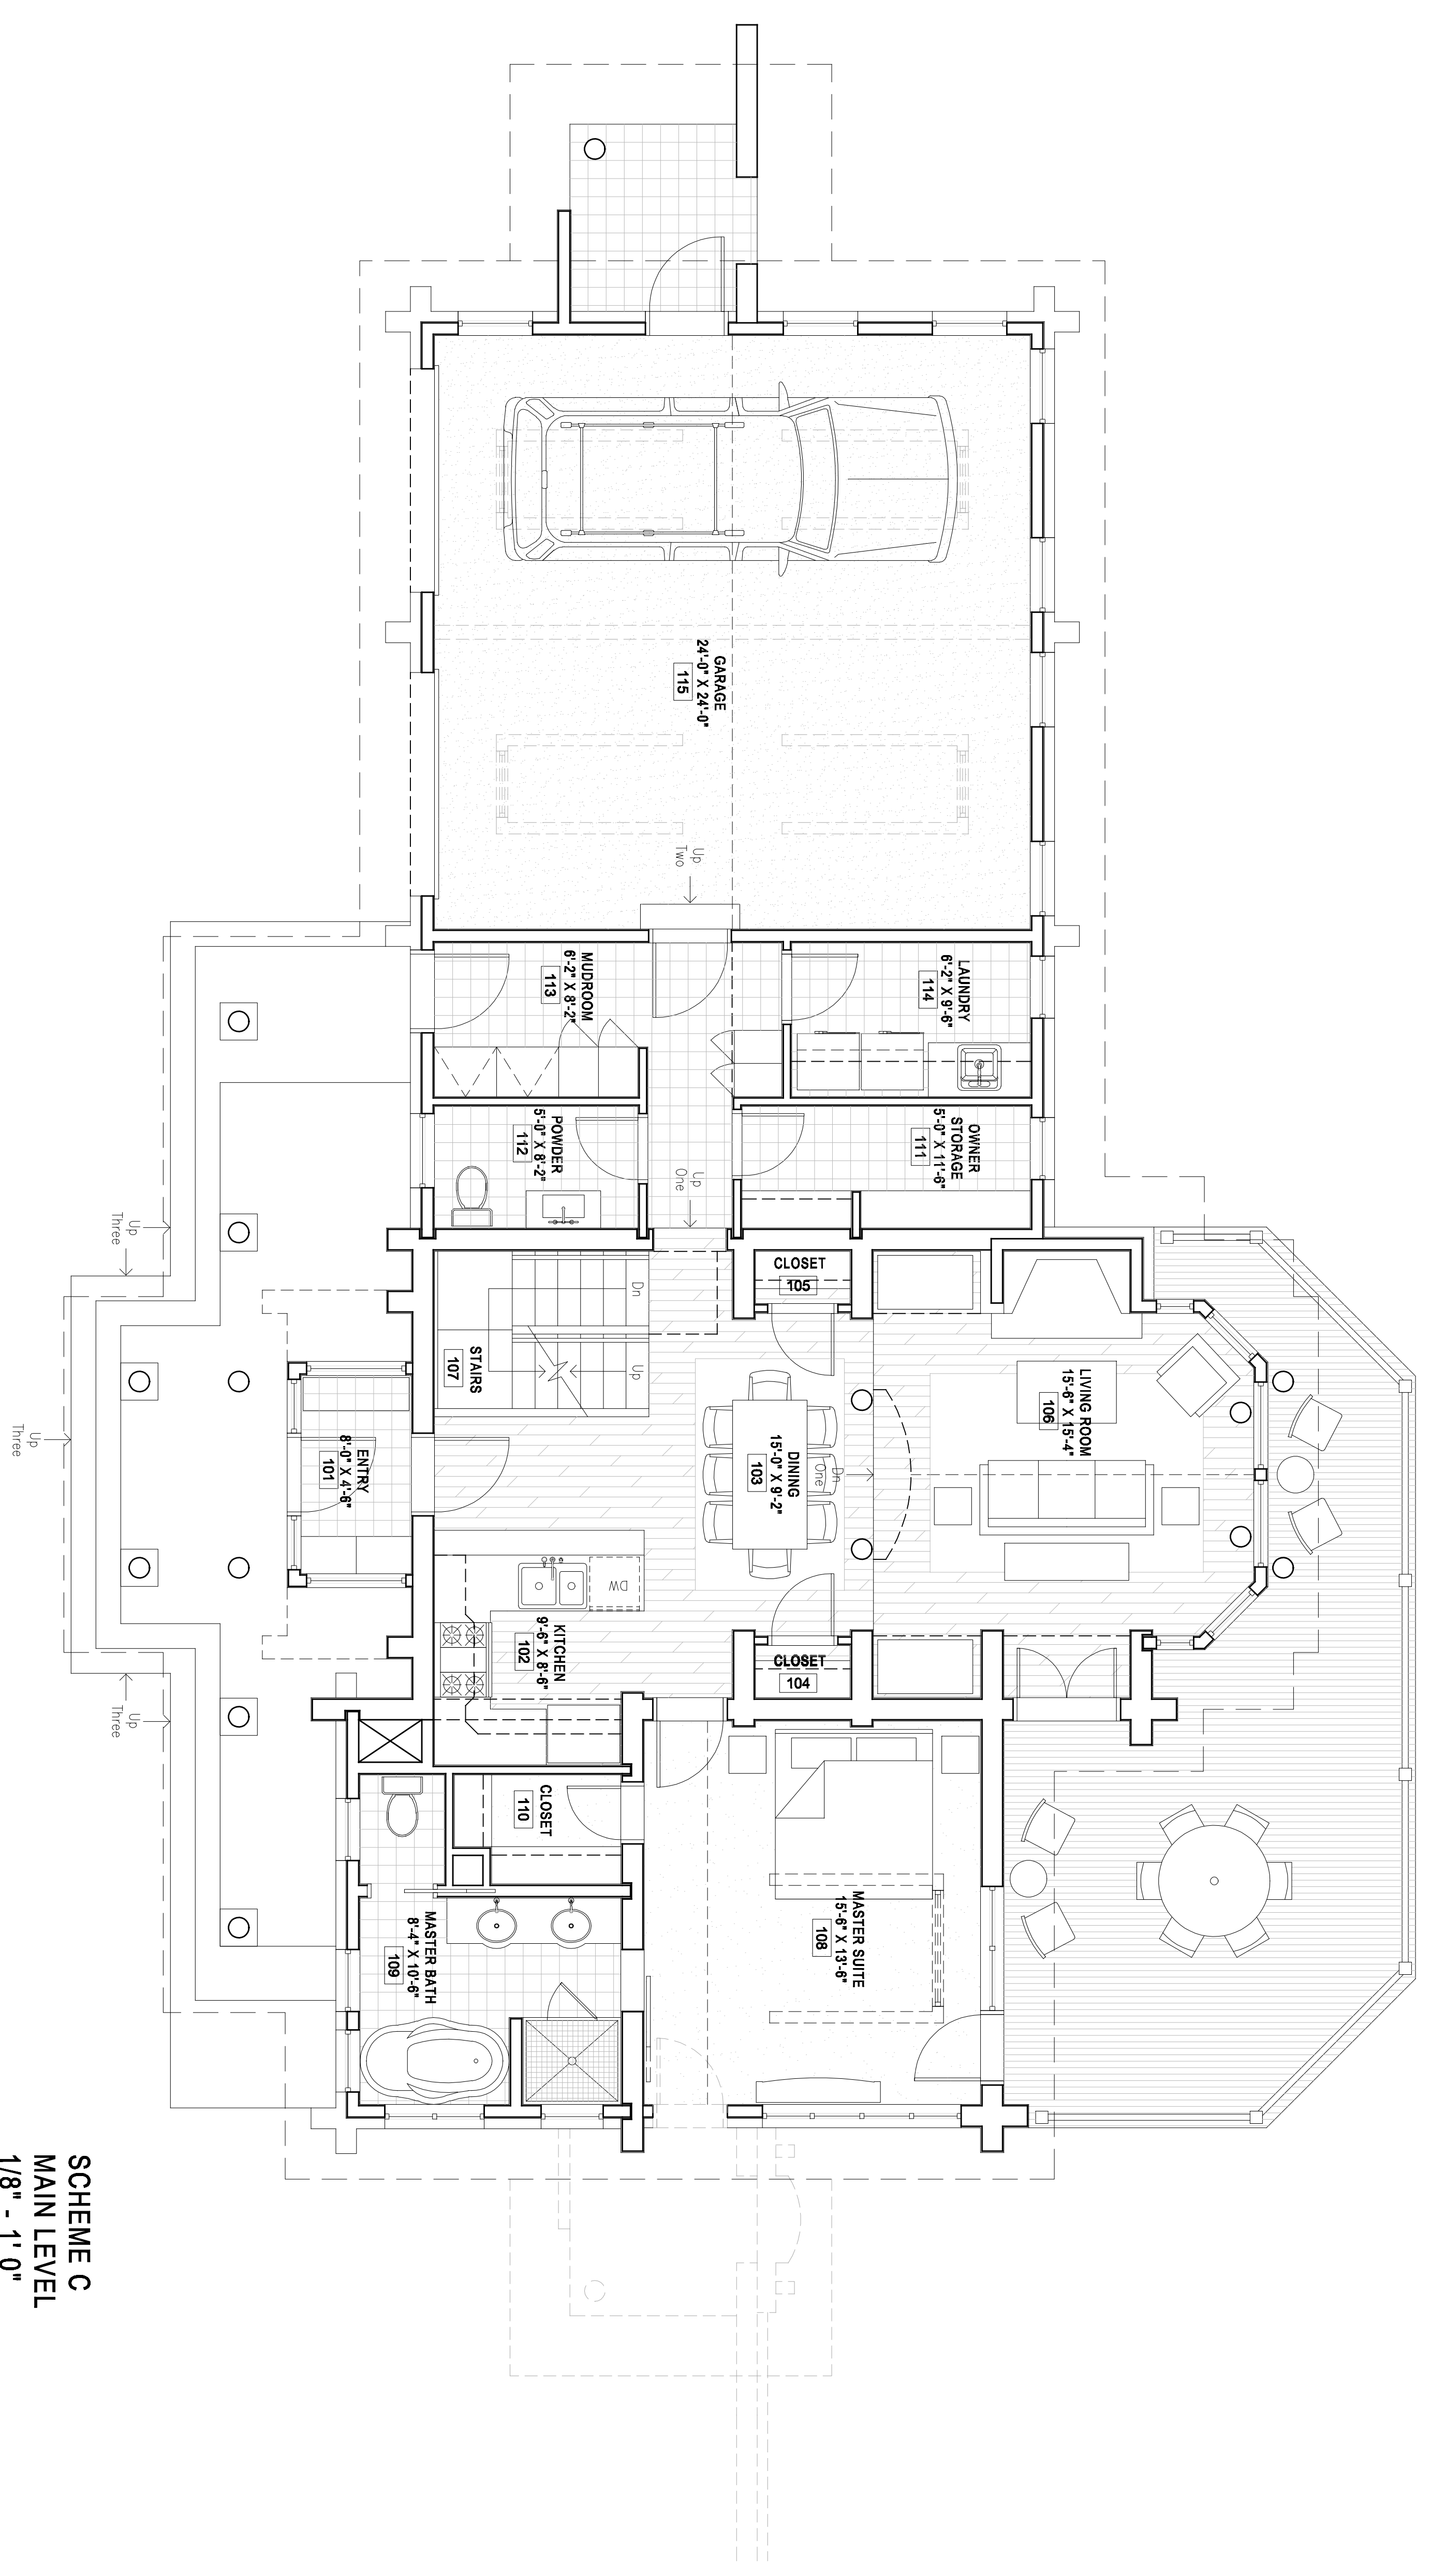 GARAGE
24'-0" X 24'-0"
115
Up
Two
MUDROOM
6'-2" X 8'-2"
113
LAUNDRY
6'-2" X 9'-6"
114
POWDER
5'-0" X 8'-2"
112
OWNER
STORAGE
5'-0" X 11'-6"
111
Up
One
CLOSET
105
Dn
Up
STAIRS
107
LIVING ROOM
15'-6" X 15'-4"
106
DINING
15'-0" X 9'-2"
103
Dn
One
ENTRY
8'-0" X 4'-6"
101
Up
Three
Up
Three
Up
Three
DW
KITCHEN
9'-6" X 8'-6"
102
CLOSET
104
CLOSET
110
MASTER SUITE
15'-6" X 13'-6"
108
MASTER BATH
8'-4" X 10'-6"
109
SCHEME C
MAIN LEVEL
1/8" - 1' 0"